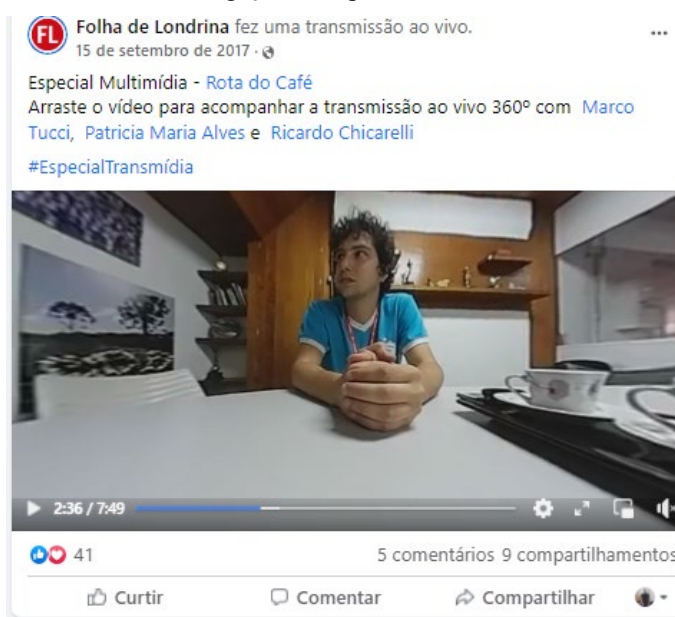 FL Folha de Londrina fez uma transmissão ao vivo.
15 de setembro de 2017 ·
Especial Multimídia - Rota do Café
Arraste o vídeo para acompanhar a transmissão ao vivo 360º com Marco
Tucci, Patricia Maria Alves e Ricardo Chicarelli
#EspecialTransmídia
2:36 / 7:49
41 5 comentários 9 compartilhamentos
Curtir Comentar Compartilhar